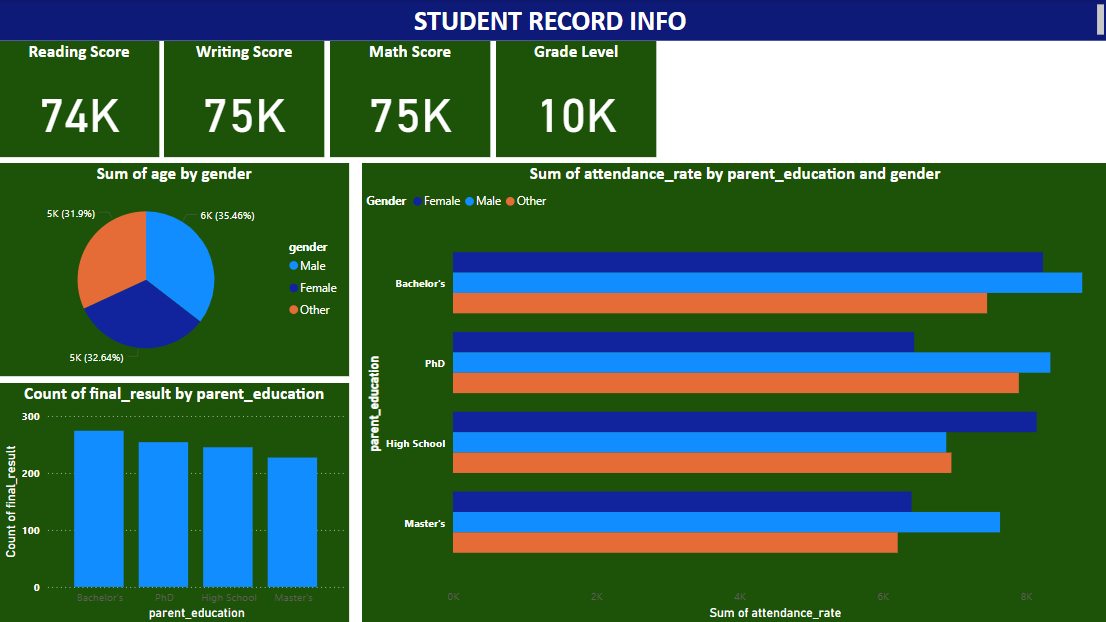 STUDENT RECORD INFO
Reading Score
74K
Writing Score
75K
Math Score
75K
Grade Level
10K
Sum of age by gender
5K (31.9%)
6K (35.46%)
5K (32.64%)
gender
Male
Female
Other
Count of final_result by parent_education
Count of final_result
300
200
100
0
Bachelor's PhD High School Master's
parent_education
Sum of attendance_rate by parent_education and gender
Gender Female Male Other
parent_education
Bachelor's
PhD
High School
Master's
0K 2K 4K 6K 8K
Sum of attendance_rate